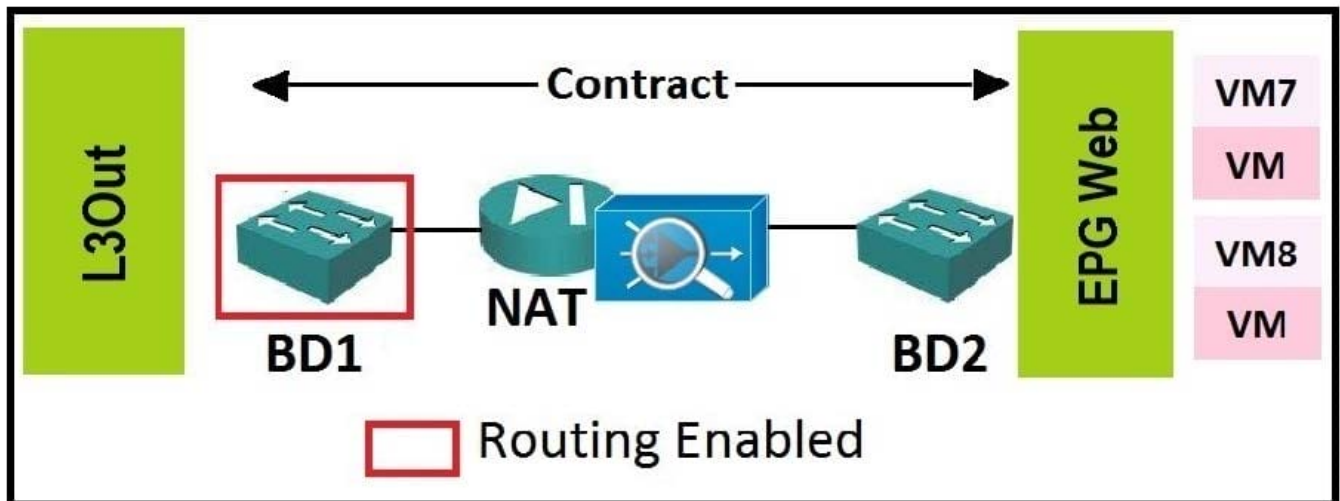 L3Out
Contract
BD1
NAT
BD2
EPG Web
VM7
VM
VM8
VM
Routing Enabled